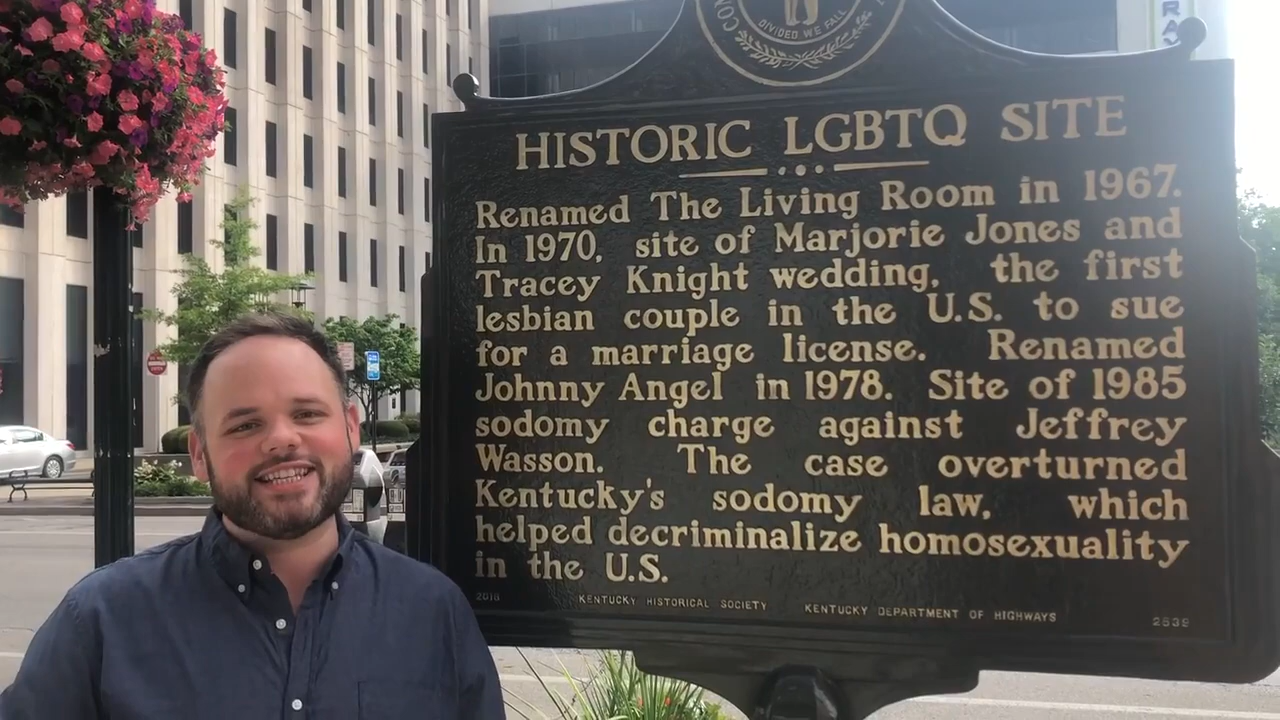 DIVIDED WE FALL
HISTORIC LGBTQ SITE
Renamed The Living Room in 1967.
In 1970, site of Marjorie Jones and
Tracey Knight wedding, the first
lesbian couple in the U.S. to sue
for a marriage license. Renamed
Johnny Angel in 1978. Site of 1985
sodomy charge against Jeffrey
Wasson. The case overturned
Kentucky's sodomy law, which
helped decriminalize homosexuality
in the U.S.
KENTUCKY HISTORICAL SOCIETY KENTUCKY DEPARTMENT OF HIGHWAYS 2539